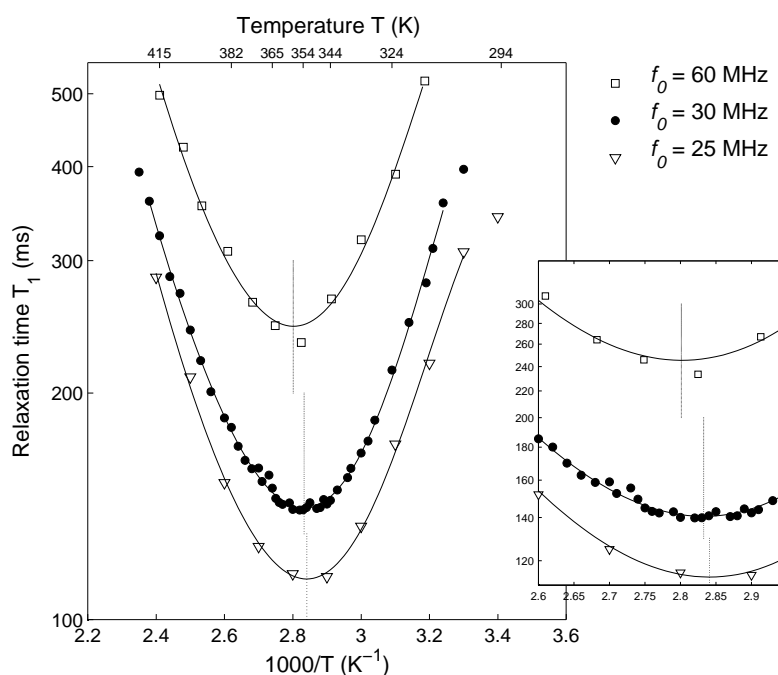 Temperature T (K)
415 382 365 354 344 324 294
500
400
300
200
100
Relaxation time T1 (ms)
2.2 2.4 2.6 2.8 3 3.2 3.4 3.6
1000/T (K−1)
f0 = 60 MHz
f0 = 30 MHz
f0 = 25 MHz
300
280
260
240
220
200
180
160
140
120
2.6 2.65 2.7 2.75 2.8 2.85 2.9